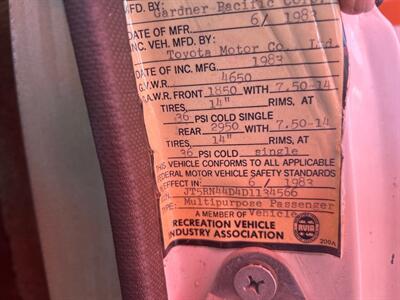 MFD. BY:
Gardner Pacific
DATE OF MFR. 6/ 1983
INC. VEH. MFD. BY:
Toyota Motor Co., Ltd.
DATE OF INC. MFG. 1983
G.V.W.R. 4650
G.A.W.R. FRONT 1850 WITH 7.50-14
TIRES, 14" RIMS, AT
36 PSI COLD SINGLE
REAR 2950 WITH 7.50-14
TIRES, 14" RIMS, AT
36 PSI COLD single
THIS VEHICLE CONFORMS TO ALL APPLICABLE
FEDERAL MOTOR VEHICLE SAFETY STANDARDS
IN EFFECT IN: 6/ 1983
JT5RN44D4D1134566
TYPE: Multipurpose Passenger
A MEMBER OF Vehicle
RECREATION VEHICLE
INDUSTRY ASSOCIATION
RVIA
200A